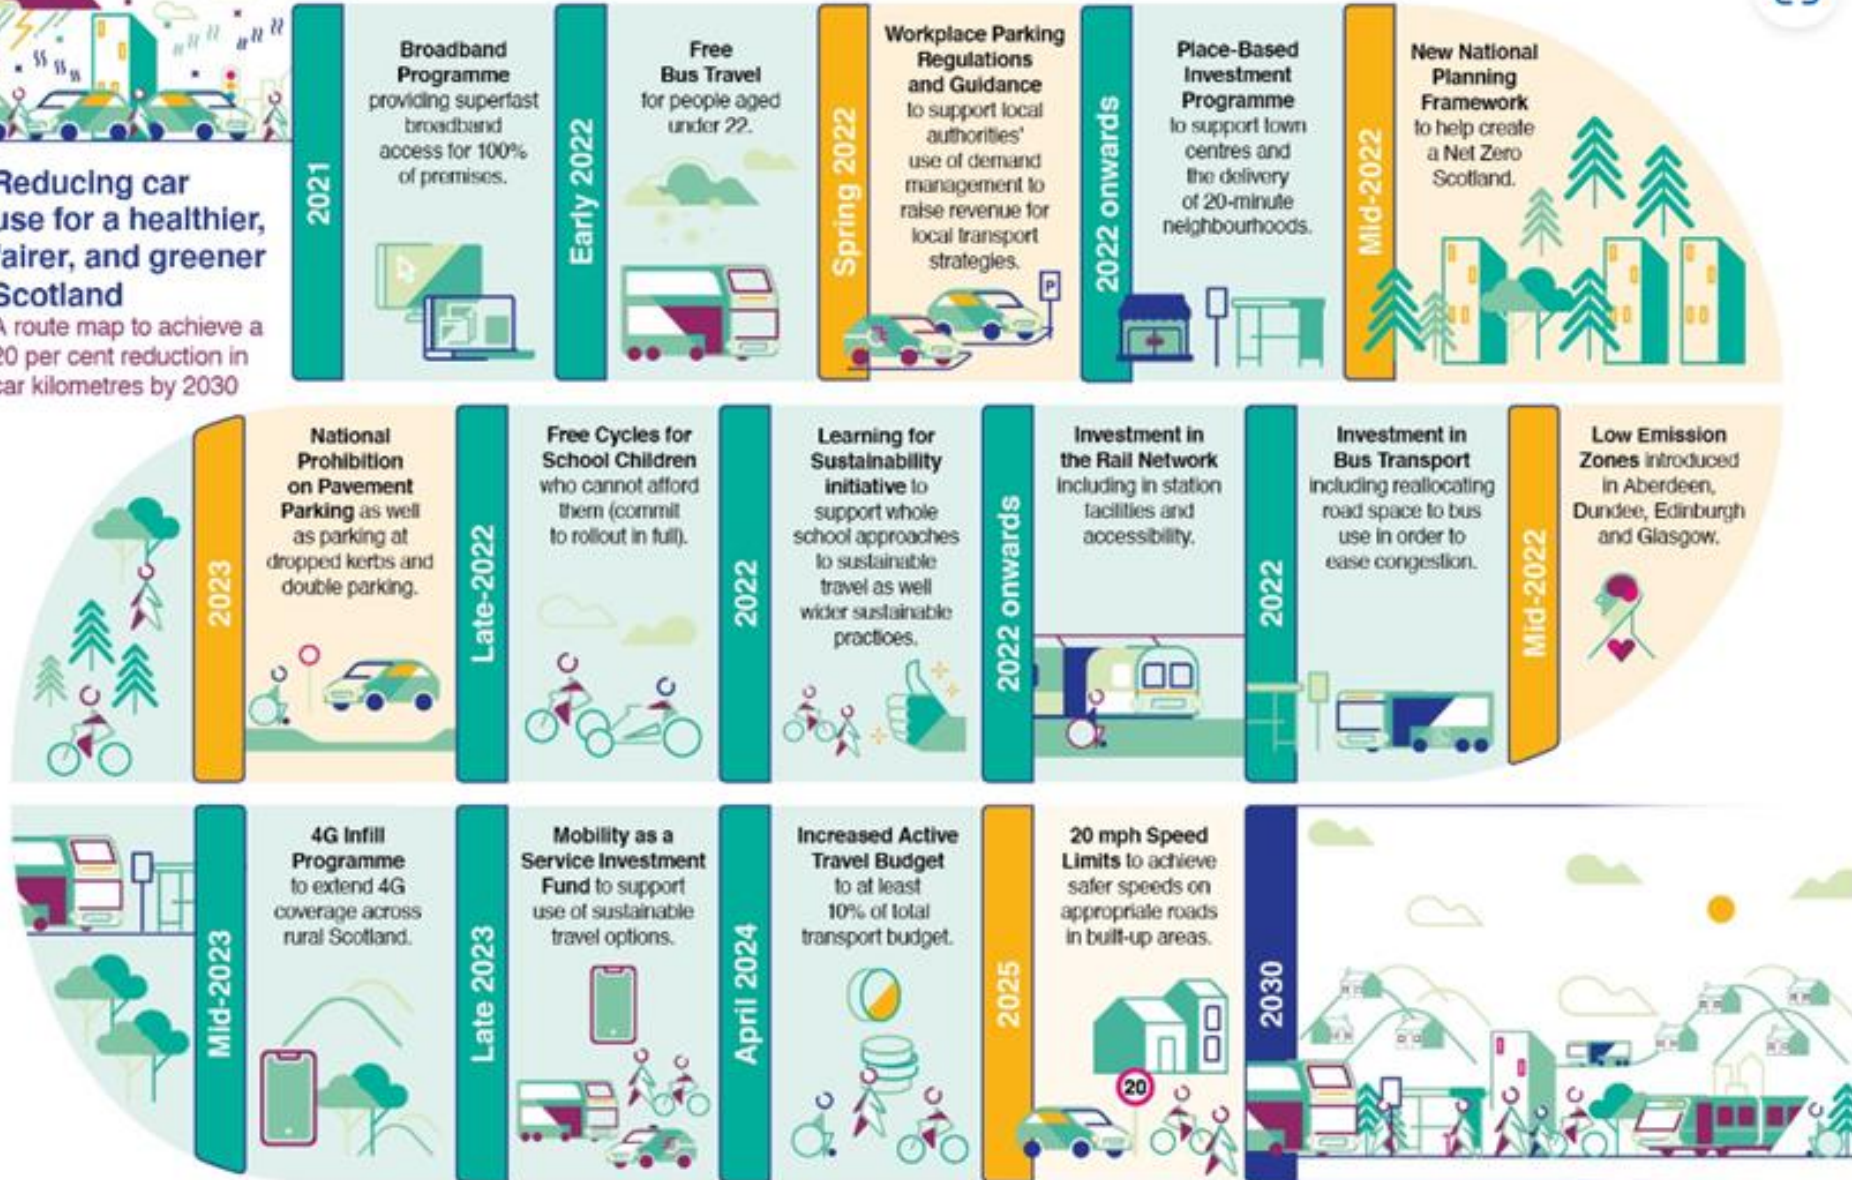 Reducing car
use for a healthier,
fairer, and greener
Scotland
A route map to achieve a
20 per cent reduction in
car kilometres by 2030
2021
Broadband
Programme
providing superfast
broadband
access for 100%
of premises.
Early 2022
Free
Bus Travel
for people aged
under 22.
Spring 2022
Workplace Parking
Regulations
and Guidance
to support local
authorities'
use of demand
management to
raise revenue for
local transport
strategies.
P
2022 onwards
Place-Based
Investment
Programme
to support town
centres and
the delivery
of 20-minute
neighbourhoods.
Mid-2022
New National
Planning
Framework
to help create
a Net Zero
Scotland.
2023
National
Prohibition
on Pavement
Parking as well
as parking at
dropped kerbs and
double parking.
Late-2022
Free Cycles for
School Children
who cannot afford
them (commit
to rollout in full).
2022
Learning for
Sustainability
initiative to
support whole
school approaches
to sustainable
travel as well
wider sustainable
practices.
2022 onwards
Investment in
the Rail Network
including in station
facilities and
accessibility.
2022
Investment in
Bus Transport
including reallocating
road space to bus
use in order to
ease congestion.
Mid-2022
Low Emission
Zones introduced
in Aberdeen,
Dundee, Edinburgh
and Glasgow.
Mid-2023
4G Infill
Programme
to extend 4G
coverage across
rural Scotland.
Late 2023
Mobility as a
Service Investment
Fund to support
use of sustainable
travel options.
April 2024
Increased Active
Travel Budget
to at least
10% of total
transport budget.
2025
20 mph Speed
Limits to achieve
safer speeds on
appropriate roads
in built-up areas.
20
2030